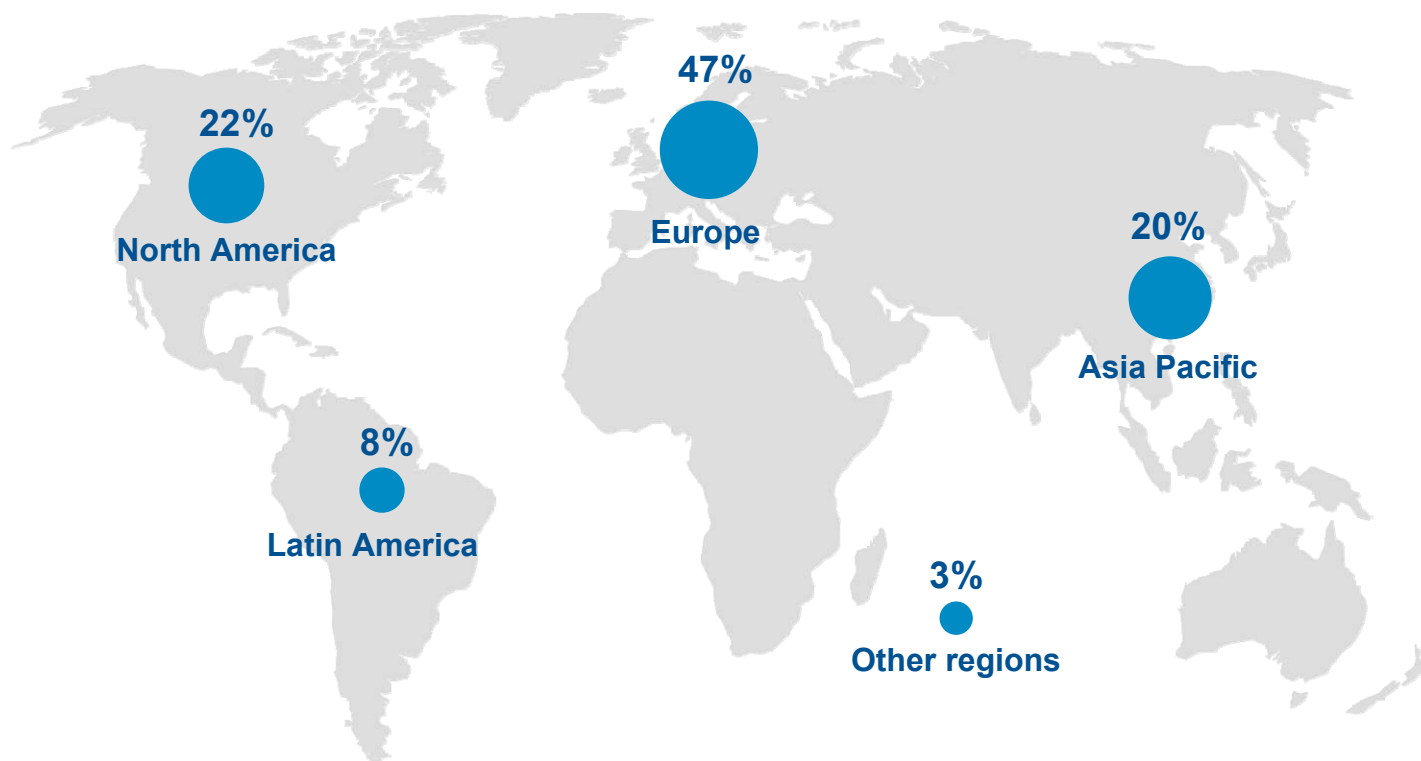 47%
Europe
22%
North America
20%
Asia Pacific
8%
Latin America
3%
Other regions